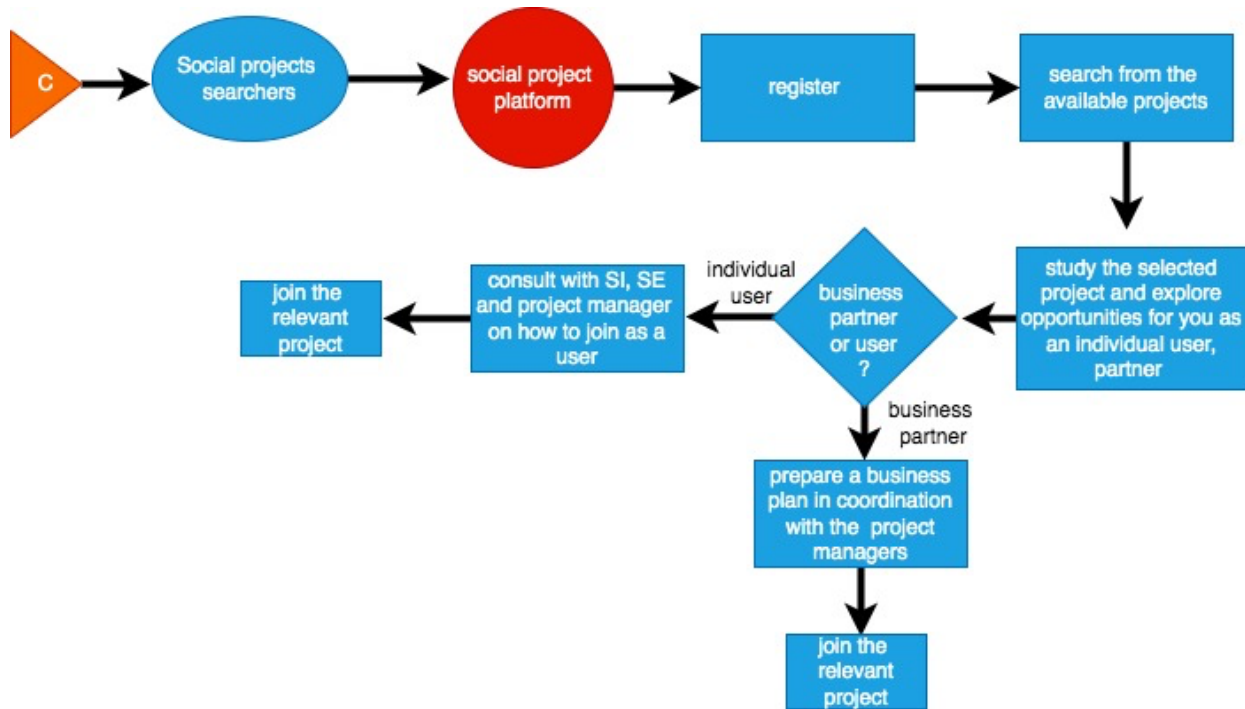 C
Social projects
searchers
social project
platform
register
search from the
available projects
study the selected
project and explore
opportunities for you as
an individual user,
partner
business
partner
or user
?
individual
user
consult with SI, SE
and project manager
on how to join as a
user
join the
relevant
project
business
partner
prepare a business
plan in coordination
with the project
managers
join the
relevant
project